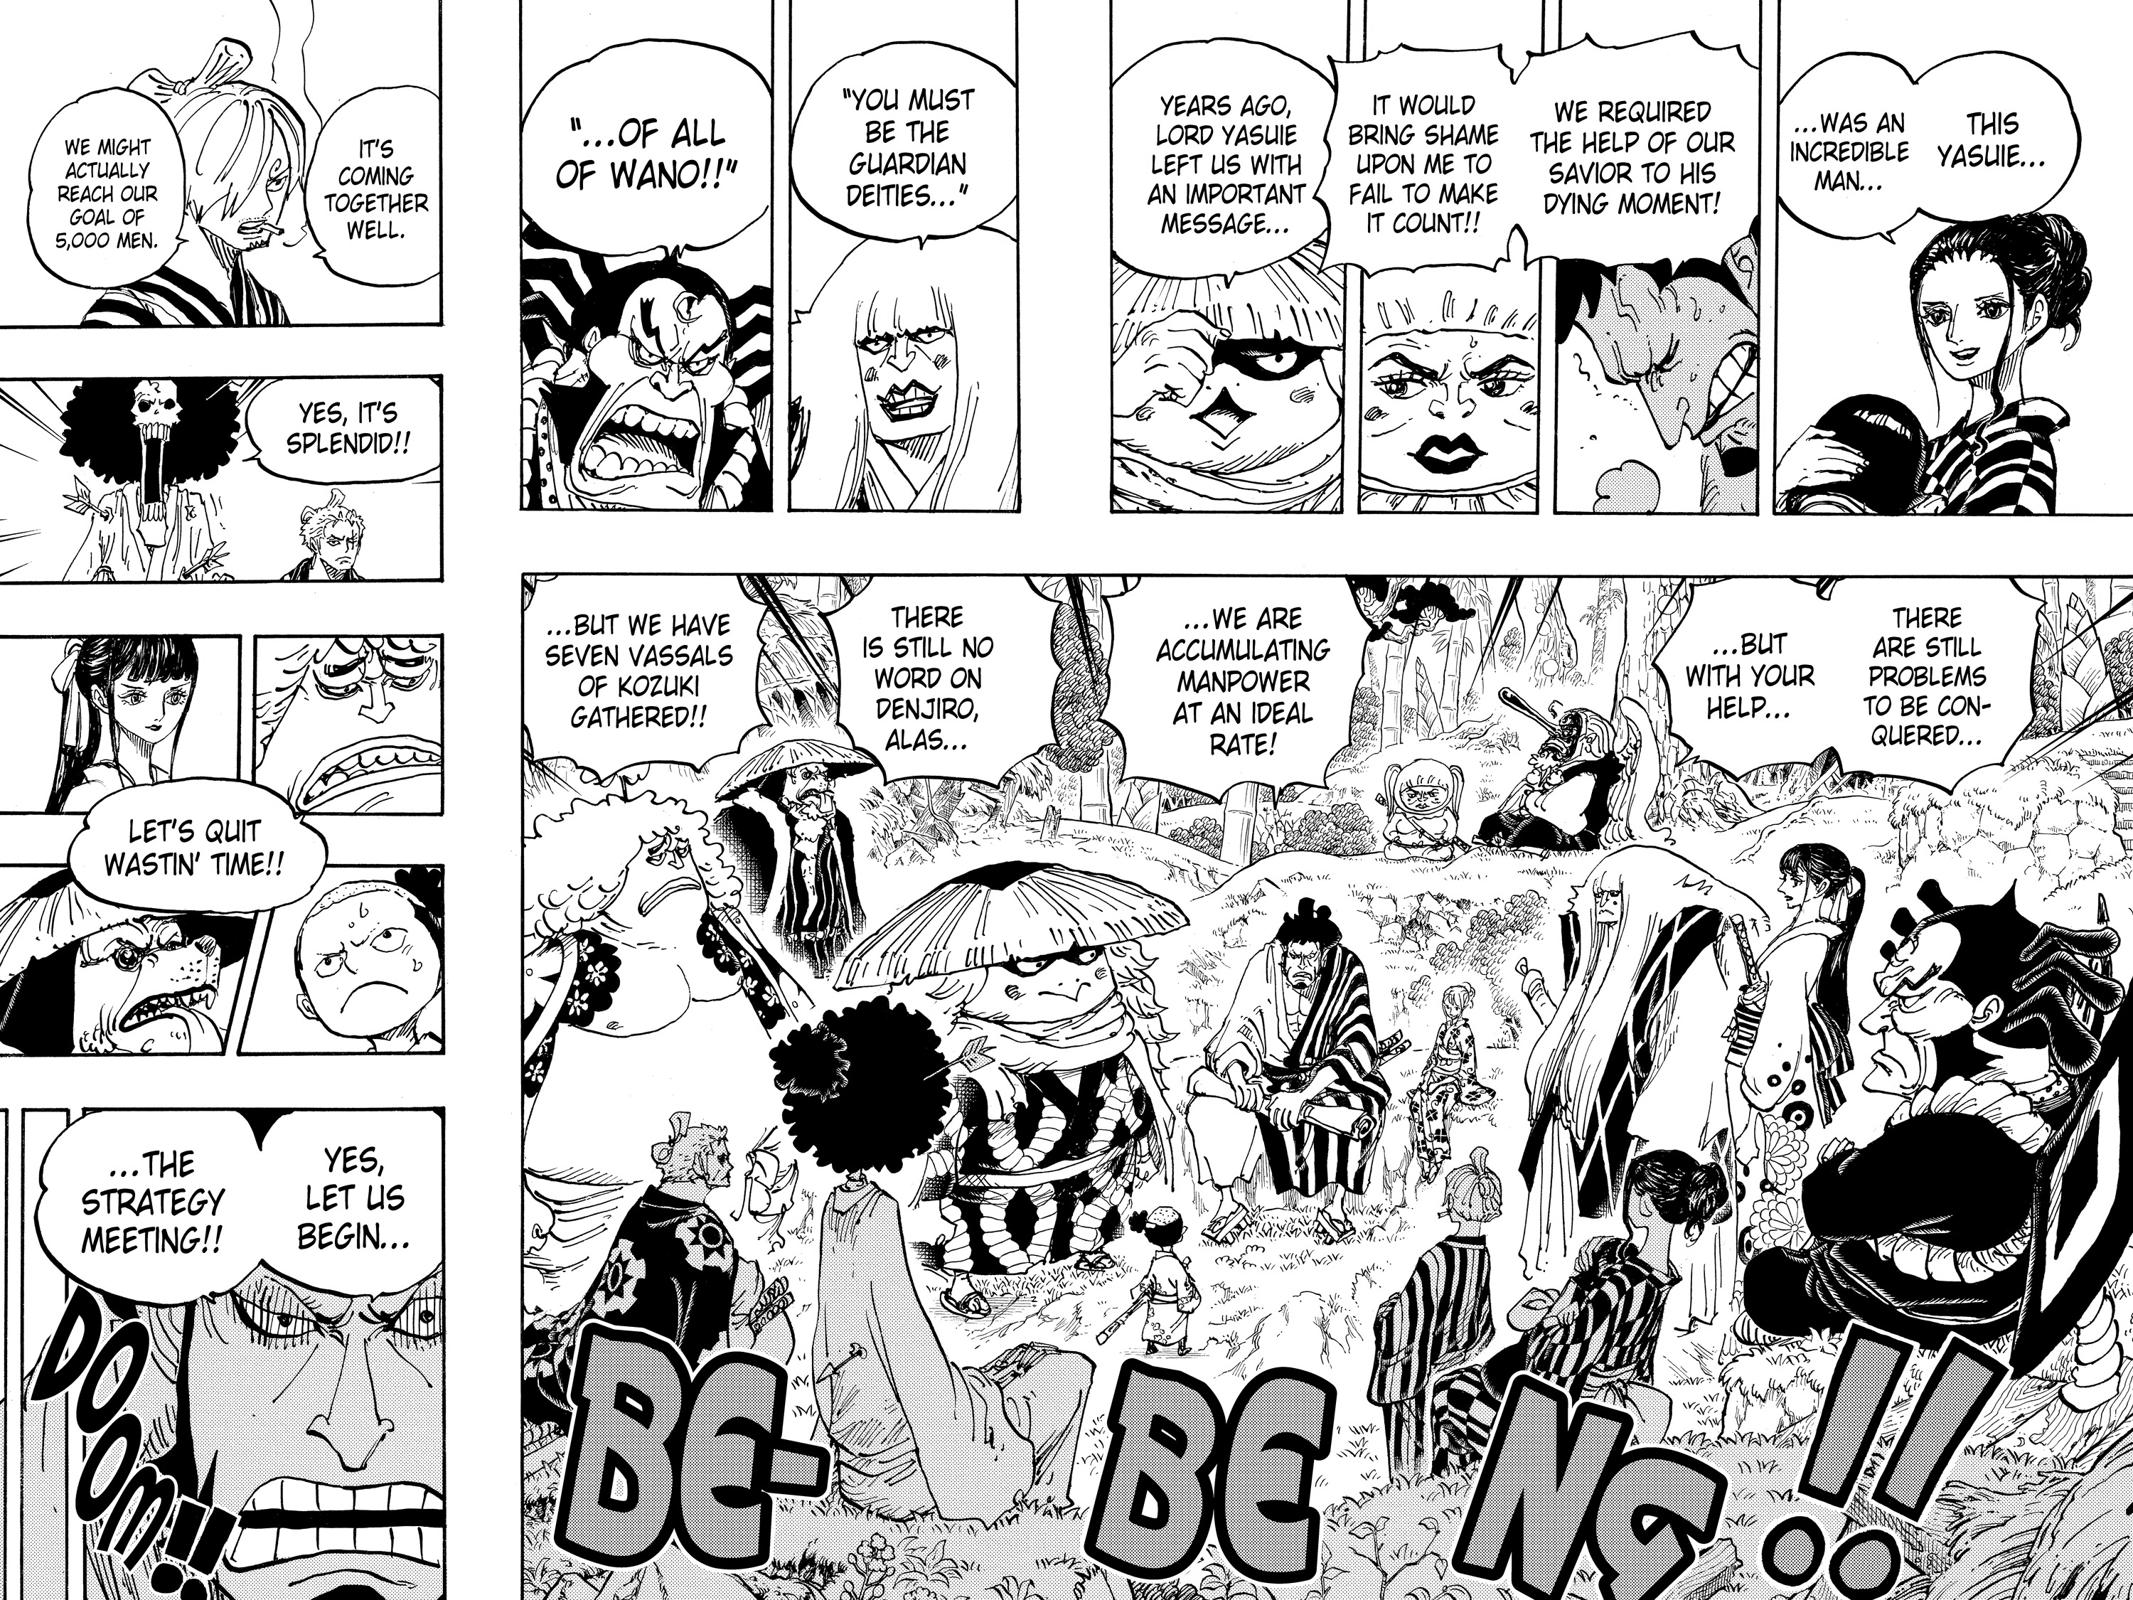 THIS
YASUIE...
...WAS AN
INCREDIBLE
MAN...
WE REQUIRED
THE HELP OF OUR
SAVIOR TO HIS
DYING MOMENT!
IT WOULD
BRING SHAME
UPON ME TO
FAIL TO MAKE
IT COUNT!!
YEARS AGO,
LORD YASUIE
LEFT US WITH
AN IMPORTANT
MESSAGE...
"YOU MUST
BE THE
GUARDIAN
DEITIES..."
"...OF ALL
OF WANO!!"
THERE
ARE STILL
PROBLEMS
TO BE CON-
QUERED...
...BUT
WITH YOUR
HELP...
...WE ARE
ACCUMULATING
MANPOWER
AT AN IDEAL
RATE!
THERE
IS STILL NO
WORD ON
DENJIRO,
ALAS...
...BUT WE HAVE
SEVEN VASSALS
OF KOZUKI
GATHERED!!
BE-BENG!!
IT'S
COMING
TOGETHER
WELL.
WE MIGHT
ACTUALLY
REACH OUR
GOAL OF
5,000 MEN.
YES, IT'S
SPLENDID!!
LET'S QUIT
WASTIN' TIME!!
YES,
LET US
BEGIN...
...THE
STRATEGY
MEETING!!
DOOOM!!